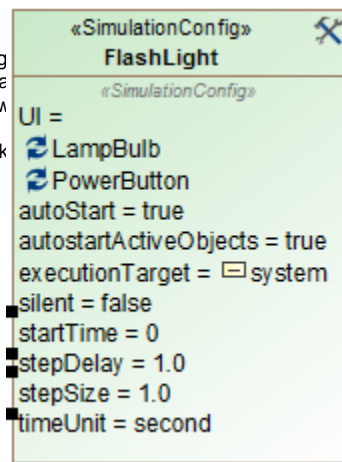 «SimulationConfig»
FlashLight
«SimulationConfig»
UI =
LampBulb
PowerButton
autoStart = true
autostartActiveObjects = true
executionTarget = system
silent = false
startTime = 0
stepDelay = 1.0
stepSize = 1.0
timeUnit = second